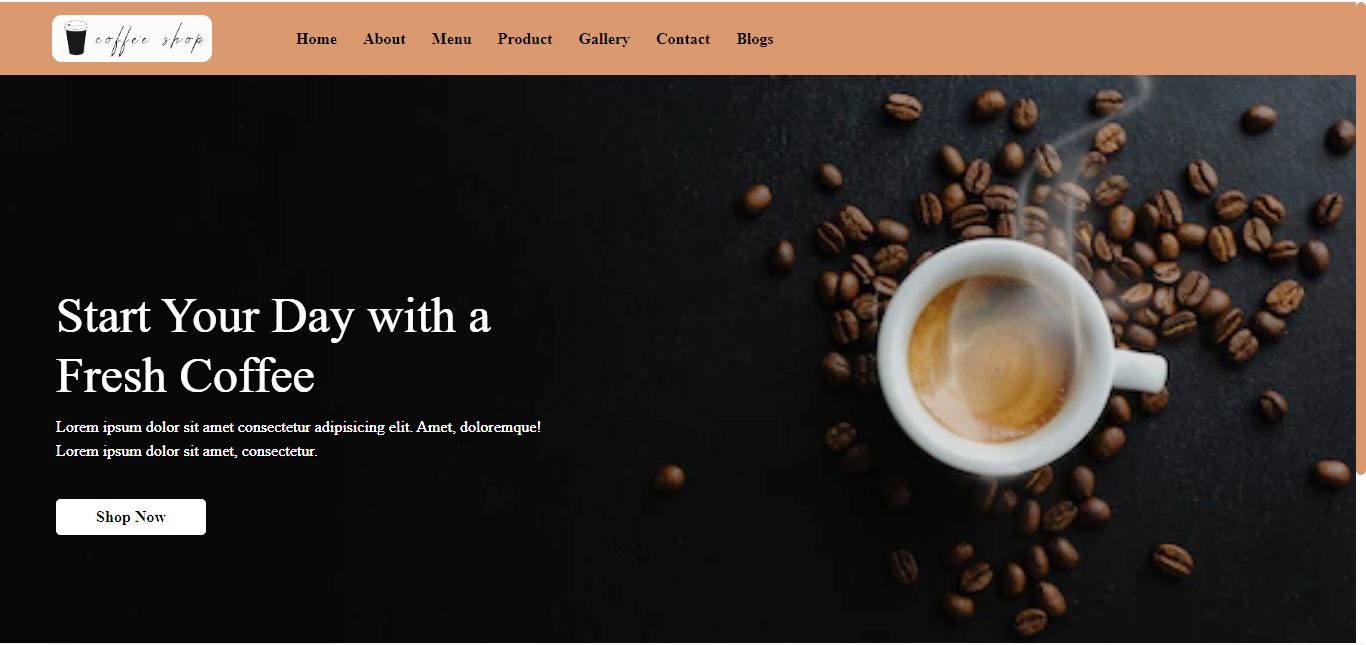 coffee shop
Home About Menu Product Gallery Contact Blogs
Start Your Day with a
Fresh Coffee
Lorem ipsum dolor sit amet consectetur adipisicing elit. Amet, doloremque!
Lorem ipsum dolor sit amet, consectetur.
Shop Now